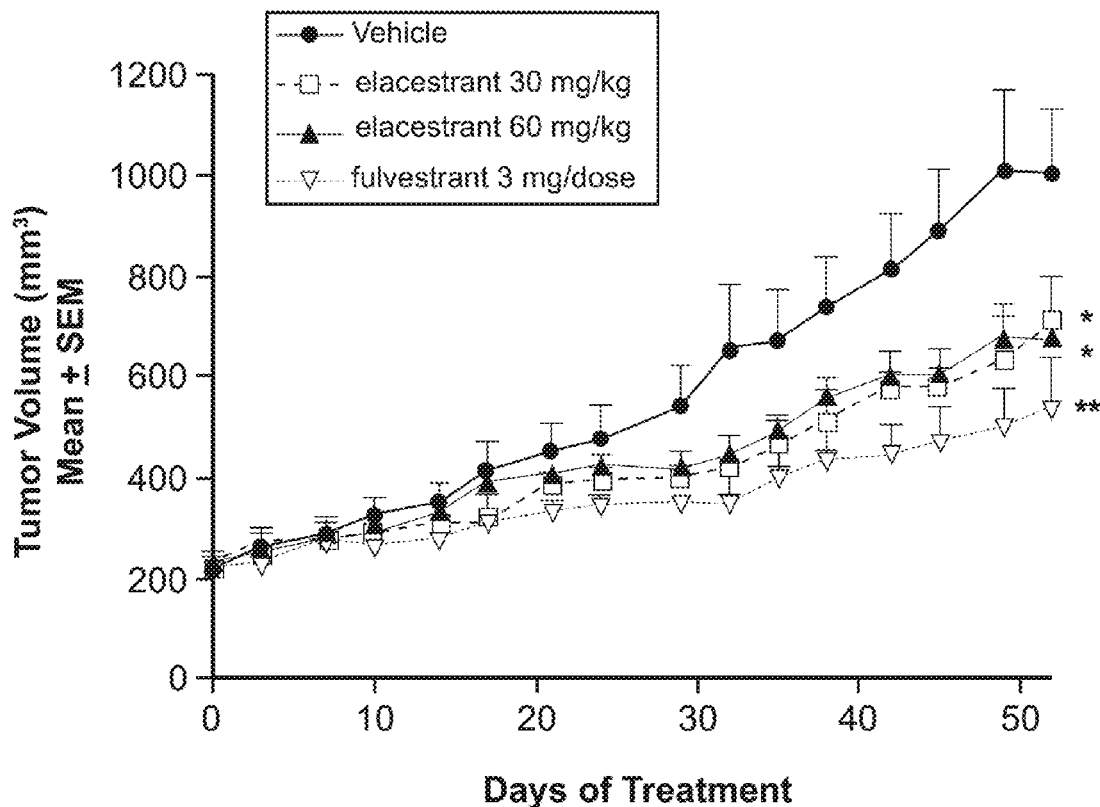 Vehicle
elacestrant 30 mg/kg
elacestrant 60 mg/kg
fulvestrant 3 mg/dose
1200
1000
800
600
400
200
0
Tumor Volume (mm³)
Mean ± SEM
*
*
**
0 10 20 30 40 50
Days of Treatment